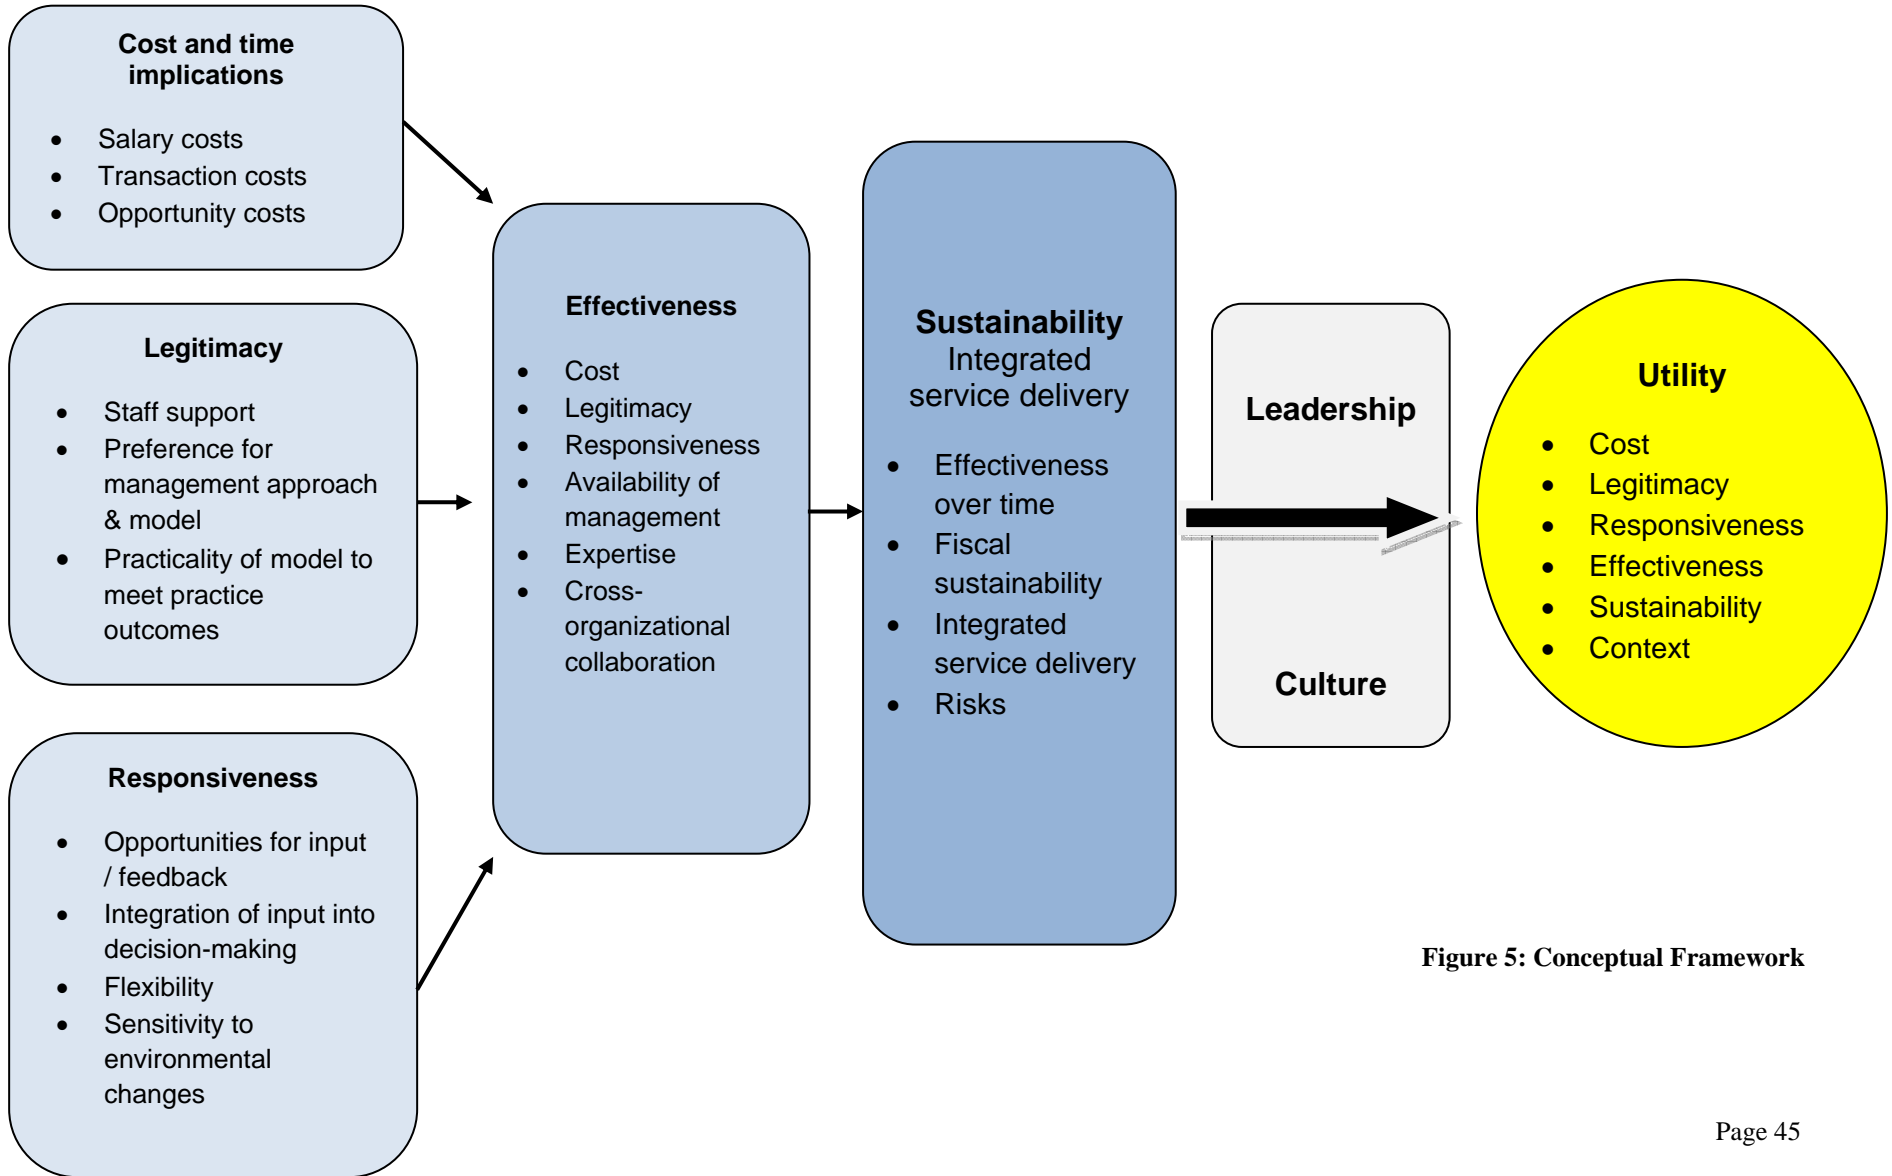 Cost and time
implications
• Salary costs
• Transaction costs
• Opportunity costs
Legitimacy
• Staff support
• Preference for
management approach
& model
• Practicality of model to
meet practice
outcomes
Responsiveness
• Opportunities for input
/ feedback
• Integration of input into
decision-making
• Flexibility
• Sensitivity to
environmental
changes
Effectiveness
• Cost
• Legitimacy
• Responsiveness
• Availability of
management
• Expertise
• Cross-
organizational
collaboration
Sustainability
Integrated
service delivery
• Effectiveness
over time
• Fiscal
sustainability
• Integrated
service delivery
• Risks
Leadership
Culture
Utility
• Cost
• Legitimacy
• Responsiveness
• Effectiveness
• Sustainability
• Context
Figure 5: Conceptual Framework
Page 45